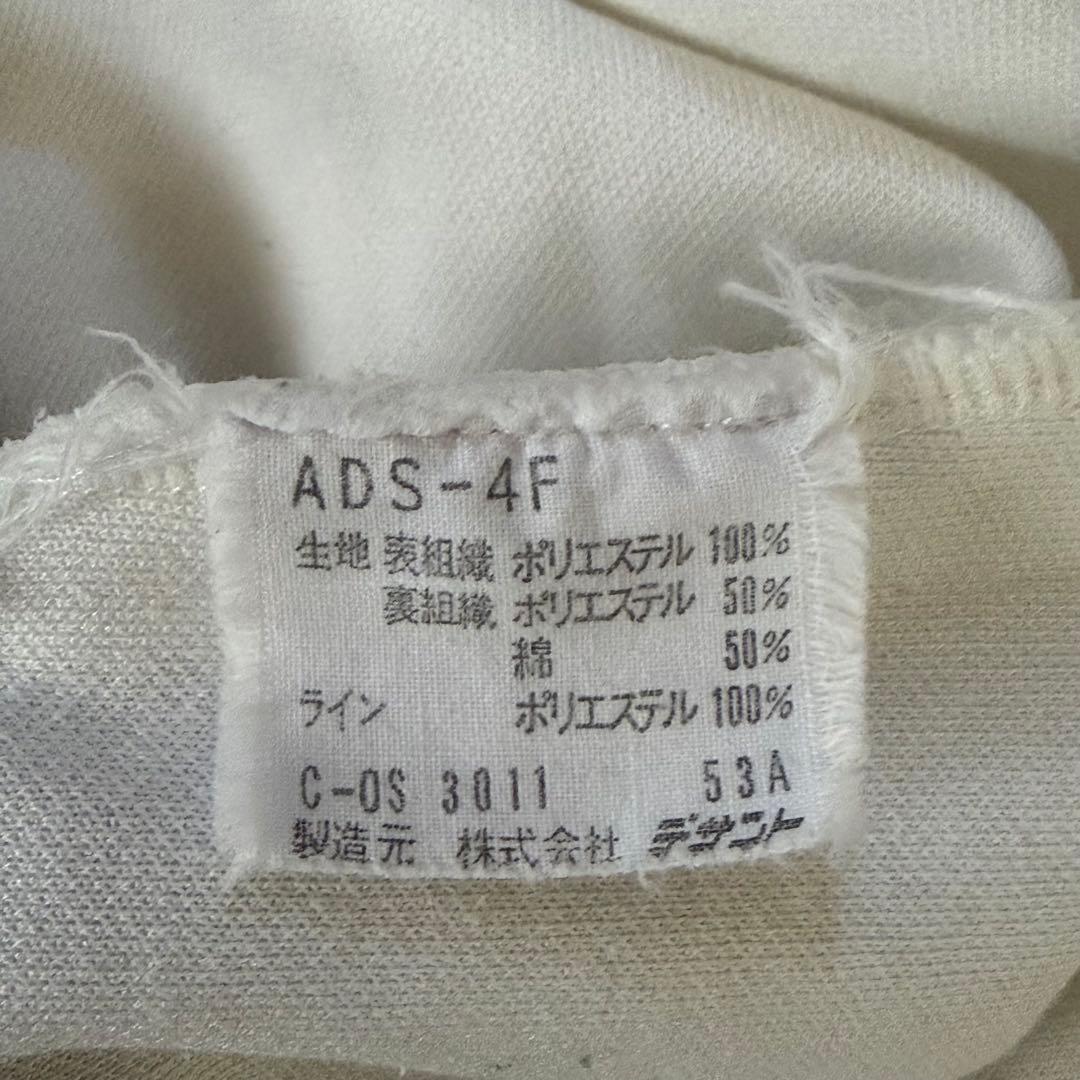 ADS-4F
生地 表組織 ポリエステル 100%
裏組織 ポリエステル 50%
綿 50%
ライン ポリエステル 100%
C-OS 3011 53A
製造元 株式会社 デサント